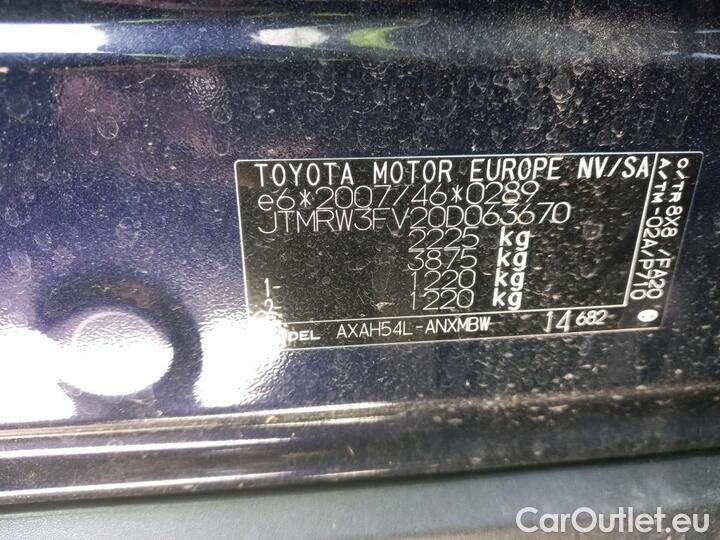 TOYOTA MOTOR EUROPE NV/SA
e6*2007/46*0289
JTMRW3FV20D063670
2225 kg
3875 kg
1- 1220 kg
2- 1220 kg
AXAH54L-ANXMBW 14 682
C/TR 8X8/FA20
A/TM -02A/P710
CarOutlet.eu